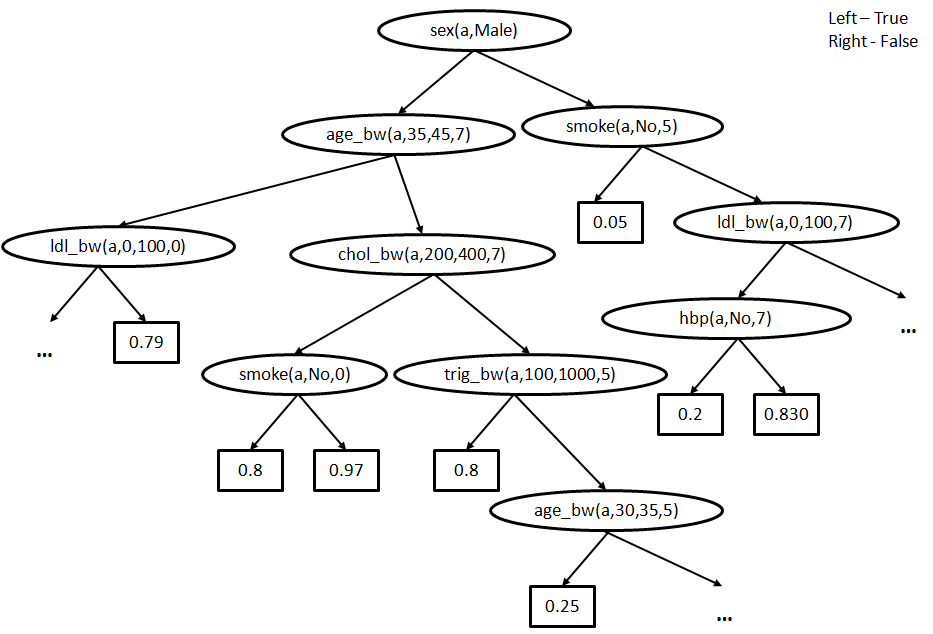 Left – True
Right - False
sex(a,Male)
age_bw(a,35,45,7)
smoke(a,No,5)
0.05
ldl_bw(a,0,100,7)
ldl_bw(a,0,100,0)
chol_bw(a,200,400,7)
hbp(a,No,7)
...
...
0.79
smoke(a,No,0)
trig_bw(a,100,1000,5)
0.2
0.830
0.8
0.97
0.8
age_bw(a,30,35,5)
0.25
...